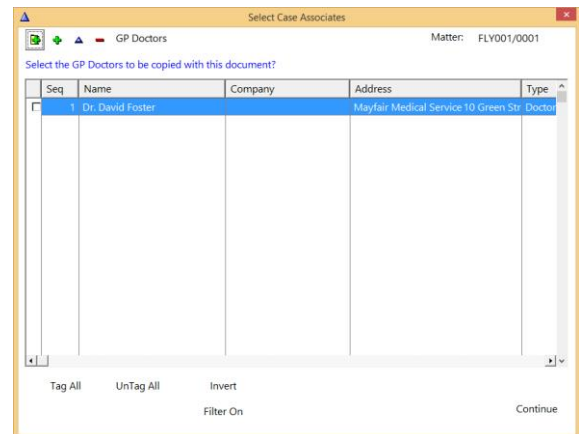 Select Case Associates
GP Doctors Matter: FLY001/0001
Select the GP Doctors to be copied with this document?
Seq Name Company Address Type
1 Dr. David Foster Mayfair Medical Service 10 Green Str Doctor
Tag All UnTag All Invert
Filter On Continue